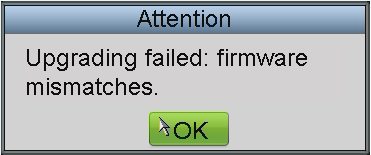 Attention
Upgrading failed: firmware
mismatches.
OK